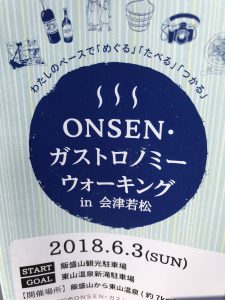 わたしのペースで「めぐる」「たべる」「つかる」
ONSEN・
ガストロノミー
ウォーキング
in 会津若松
2018.6.3(SUN)
START 飯盛山観光駐車場
GOAL 東山温泉新滝駐車場
【開催場所】 飯盛山から東山温泉(約7km